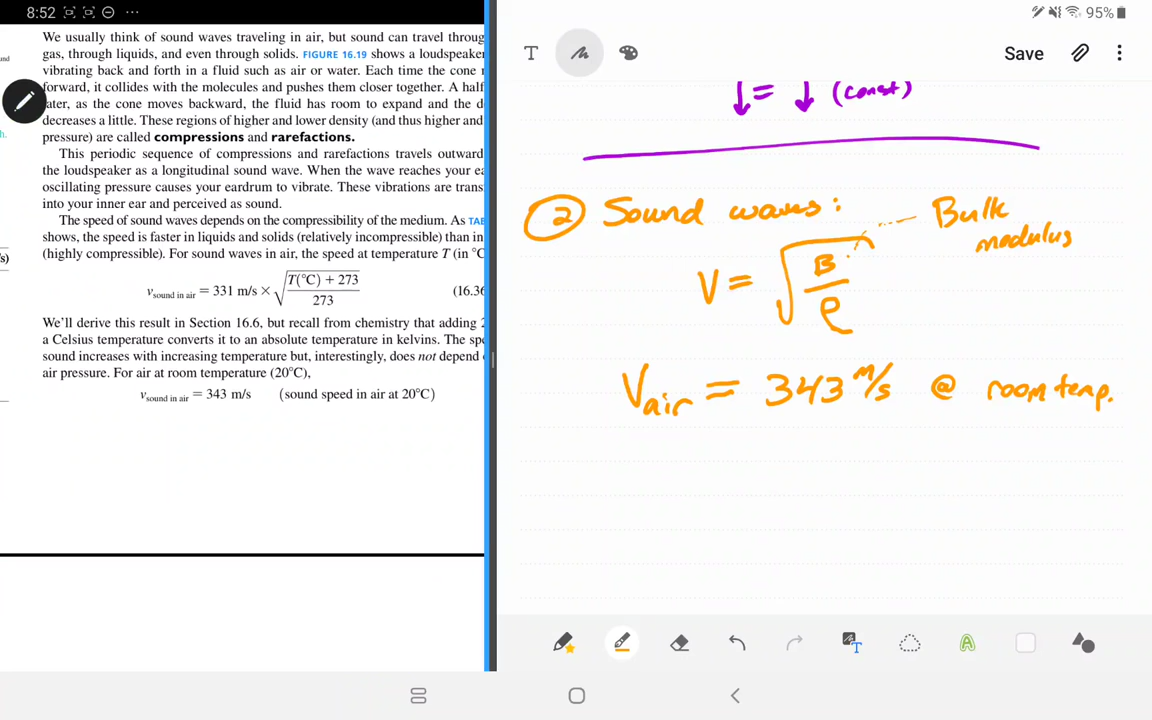 8:52
95%
We usually think of sound waves traveling in air, but sound can travel throug
gas, through liquids, and even through solids. FIGURE 16.19 shows a loudspeaker
vibrating back and forth in a fluid such as air or water. Each time the cone
forward, it collides with the molecules and pushes them closer together. A half
ater, as the cone moves backward, the fluid has room to expand and the d
decreases a little. These regions of higher and lower density (and thus higher and
pressure) are called compressions and rarefactions.
This periodic sequence of compressions and rarefactions travels outward
the loudspeaker as a longitudinal sound wave. When the wave reaches your ea
oscillating pressure causes your eardrum to vibrate. These vibrations are trans
into your inner ear and perceived as sound.
The speed of sound waves depends on the compressibility of the medium. As TAB
shows, the speed is faster in liquids and solids (relatively incompressible) than in
(highly compressible). For sound waves in air, the speed at temperature T (in °C
v sound in air = 331 m/s × √((T(°C) + 273)/273) (16.36
We'll derive this result in Section 16.6, but recall from chemistry that adding 2
a Celsius temperature converts it to an absolute temperature in kelvins. The spe
sound increases with increasing temperature but, interestingly, does not depend
air pressure. For air at room temperature (20°C),
v sound in air = 343 m/s (sound speed in air at 20°C)
T
Save
↓= ↓ (const)
② Sound waves:
Bulk
modulus
V = √(B/ρ)
Vair = 343 m/s @ room temp.
T
A